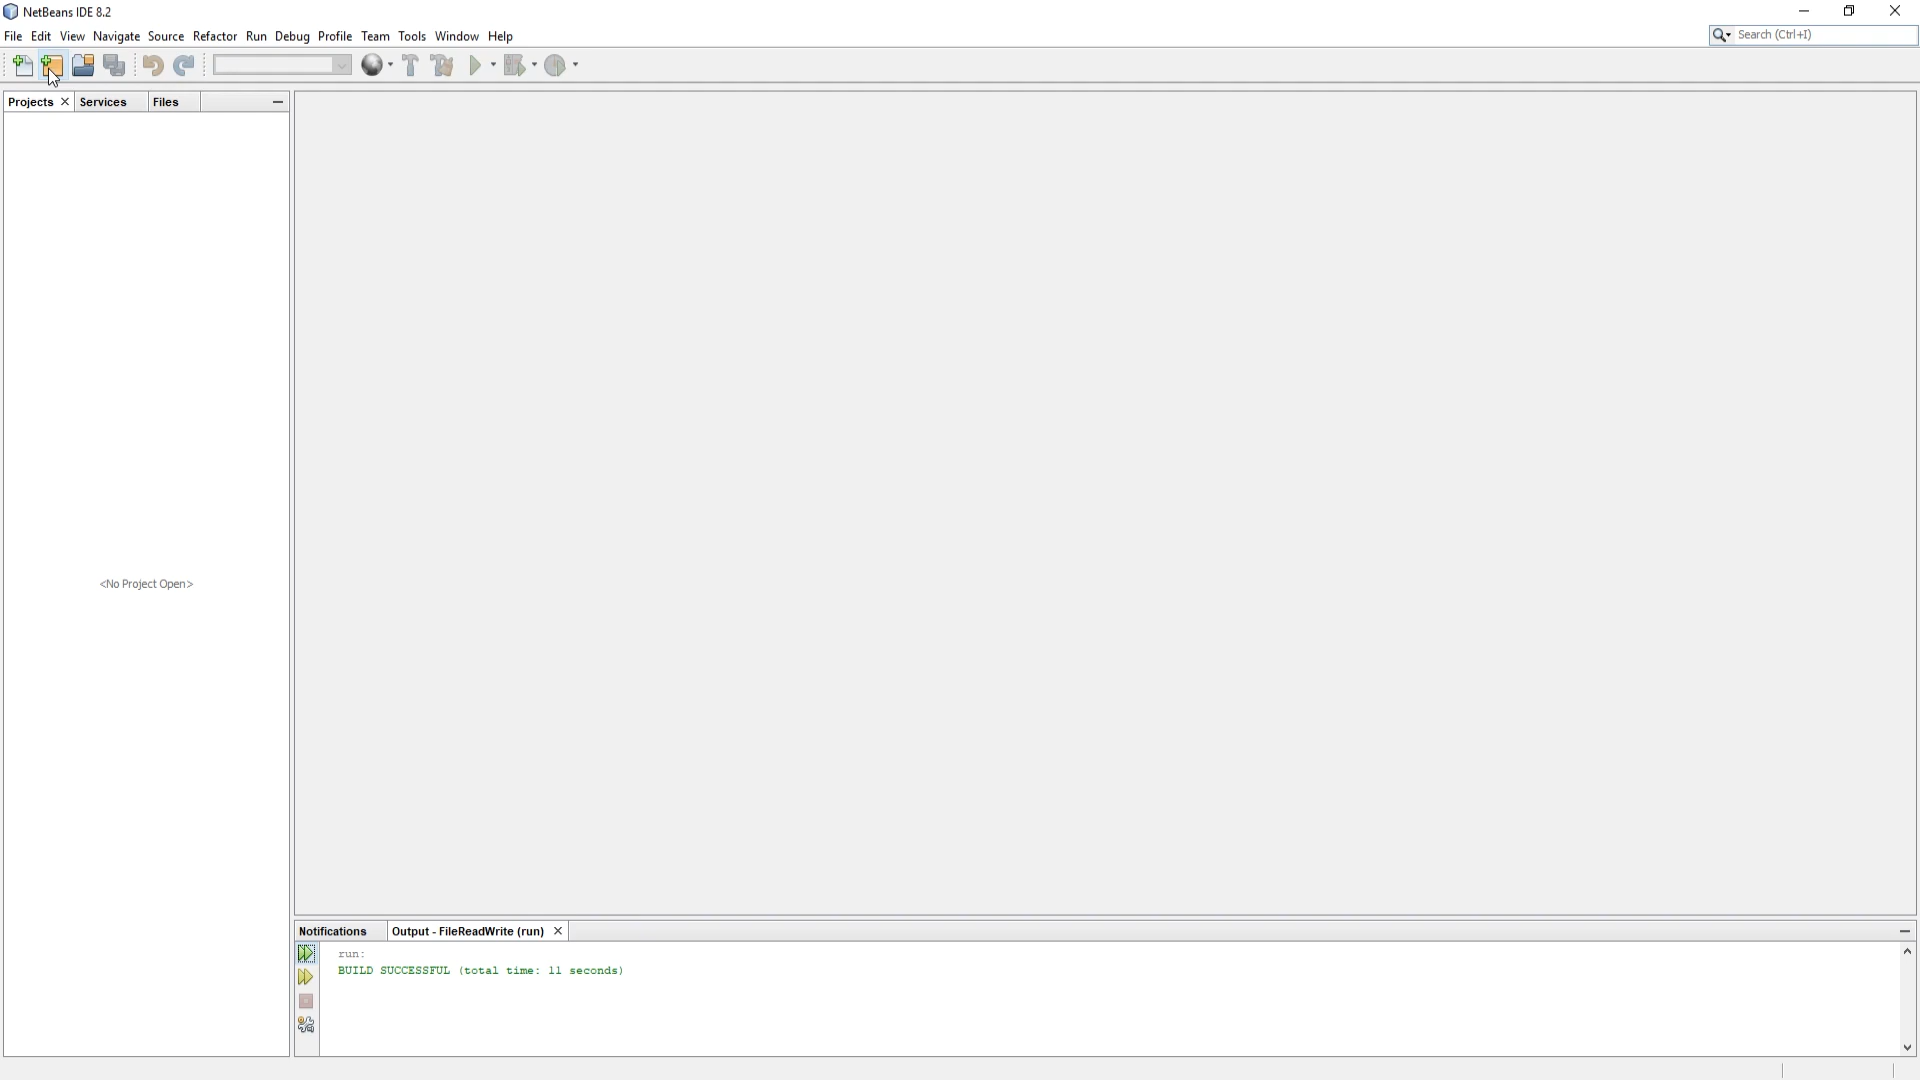 NetBeans IDE 8.2
File Edit View Navigate Source Refactor Run Debug Profile Team Tools Window Help
Search (Ctrl+I)
Projects Services Files
<No Project Open>
Notifications Output - FileReadWrite (run)
run:
BUILD SUCCESSFUL (total time: 11 seconds)